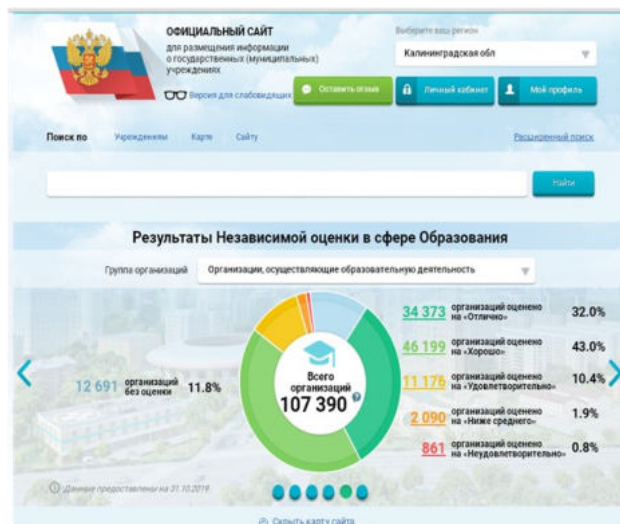 ОФИЦИАЛЬНЫЙ САЙТ
для размещения информации
о государственных (муниципальных)
учреждениях
Версия для слабовидящих
Выберите ваш регион
Калининградская обл
Оставить отзыв
Личный кабинет
Мой профиль
Поиск по Учреждениям Карте Сайту
Расширенный поиск
Найти
Результаты Независимой оценки в сфере Образования
Группа организаций Организации, осуществляющие образовательную деятельность
12 691 организаций без оценки 11.8%
Всего
организаций
107 390
34 373 организаций оценено на «Отлично» 32.0%
46 199 организаций оценено на «Хорошо» 43.0%
11 176 организаций оценено на «Удовлетворительно» 10.4%
2 090 организаций оценено на «Ниже среднего» 1.9%
861 организаций оценено на «Неудовлетворительно» 0.8%
Данные предоставлены на 31.10.2019
Скрыть карту сайта